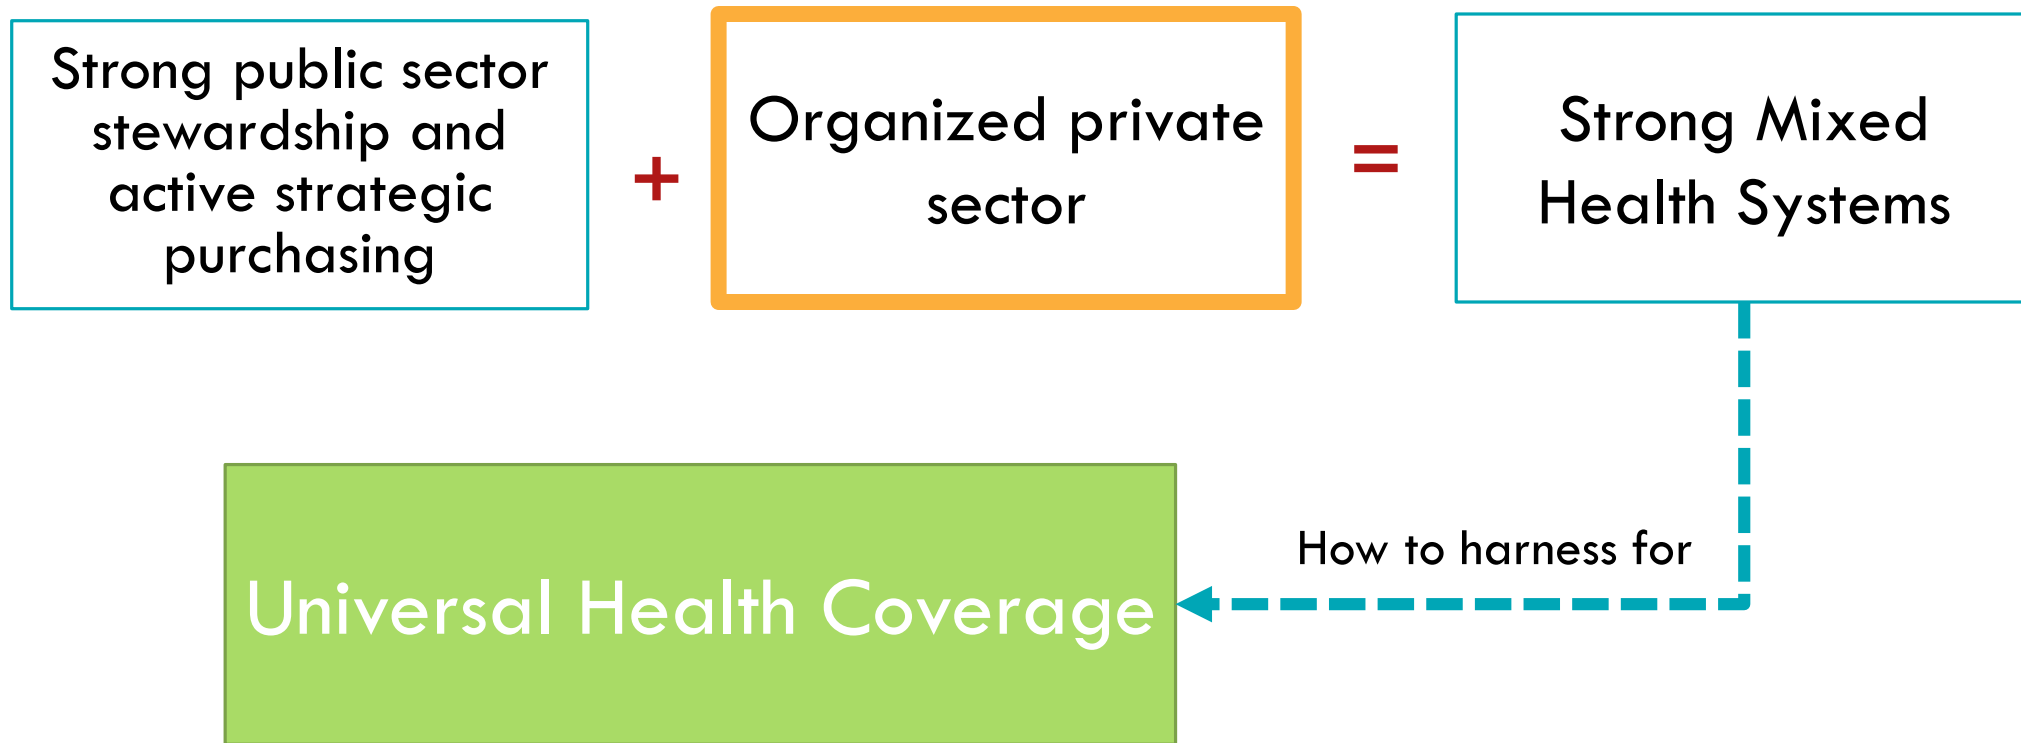 Strong public sector
stewardship and
active strategic
purchasing
+
Organized private
sector
=
Strong Mixed
Health Systems
How to harness for
Universal Health Coverage